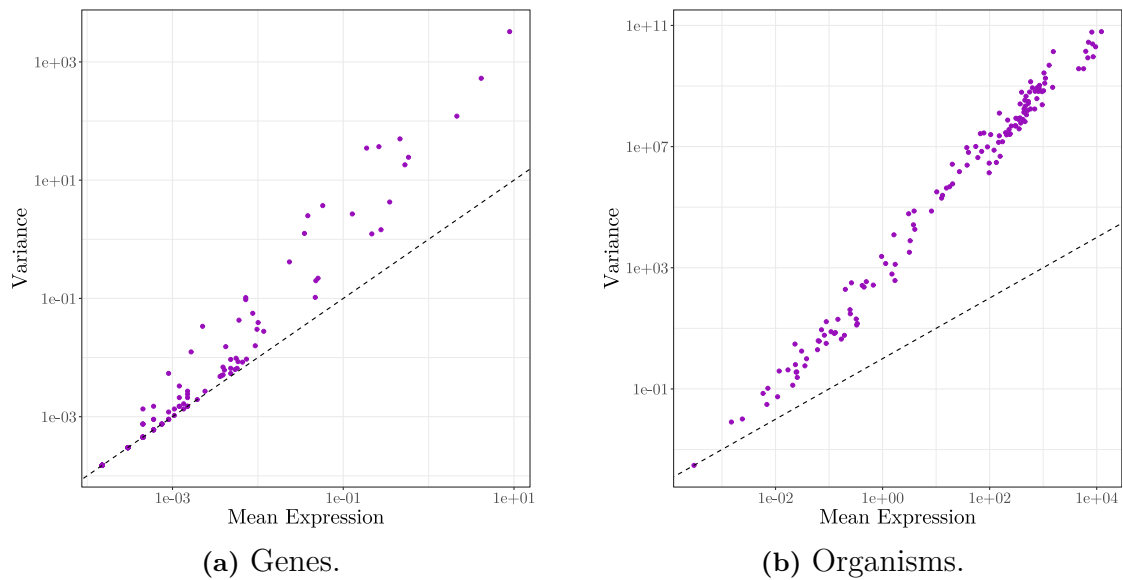 1e+03
1e+01
1e-01
1e-03
Variance
1e-03
1e-01
1e+01
Mean Expression
(a) Genes.
1e+11
1e+07
1e+03
1e-01
Variance
1e-02
1e+00
1e+02
1e+04
Mean Expression
(b) Organisms.